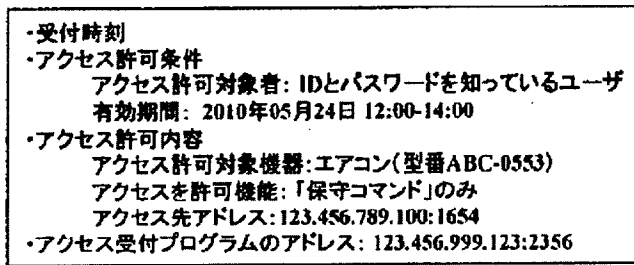 ・受付時刻
・アクセス許可条件
アクセス許可対象者: IDとパスワードを知っているユーザ
有効期間: 2010年05月24日 12:00-14:00
・アクセス許可内容
アクセス許可対象機器:エアコン(型番ABC-0553)
アクセスを許可機能:「保守コマンド」のみ
アクセス先アドレス:123.456.789.100:1654
・アクセス受付プログラムのアドレス: 123.456.999.123:2356